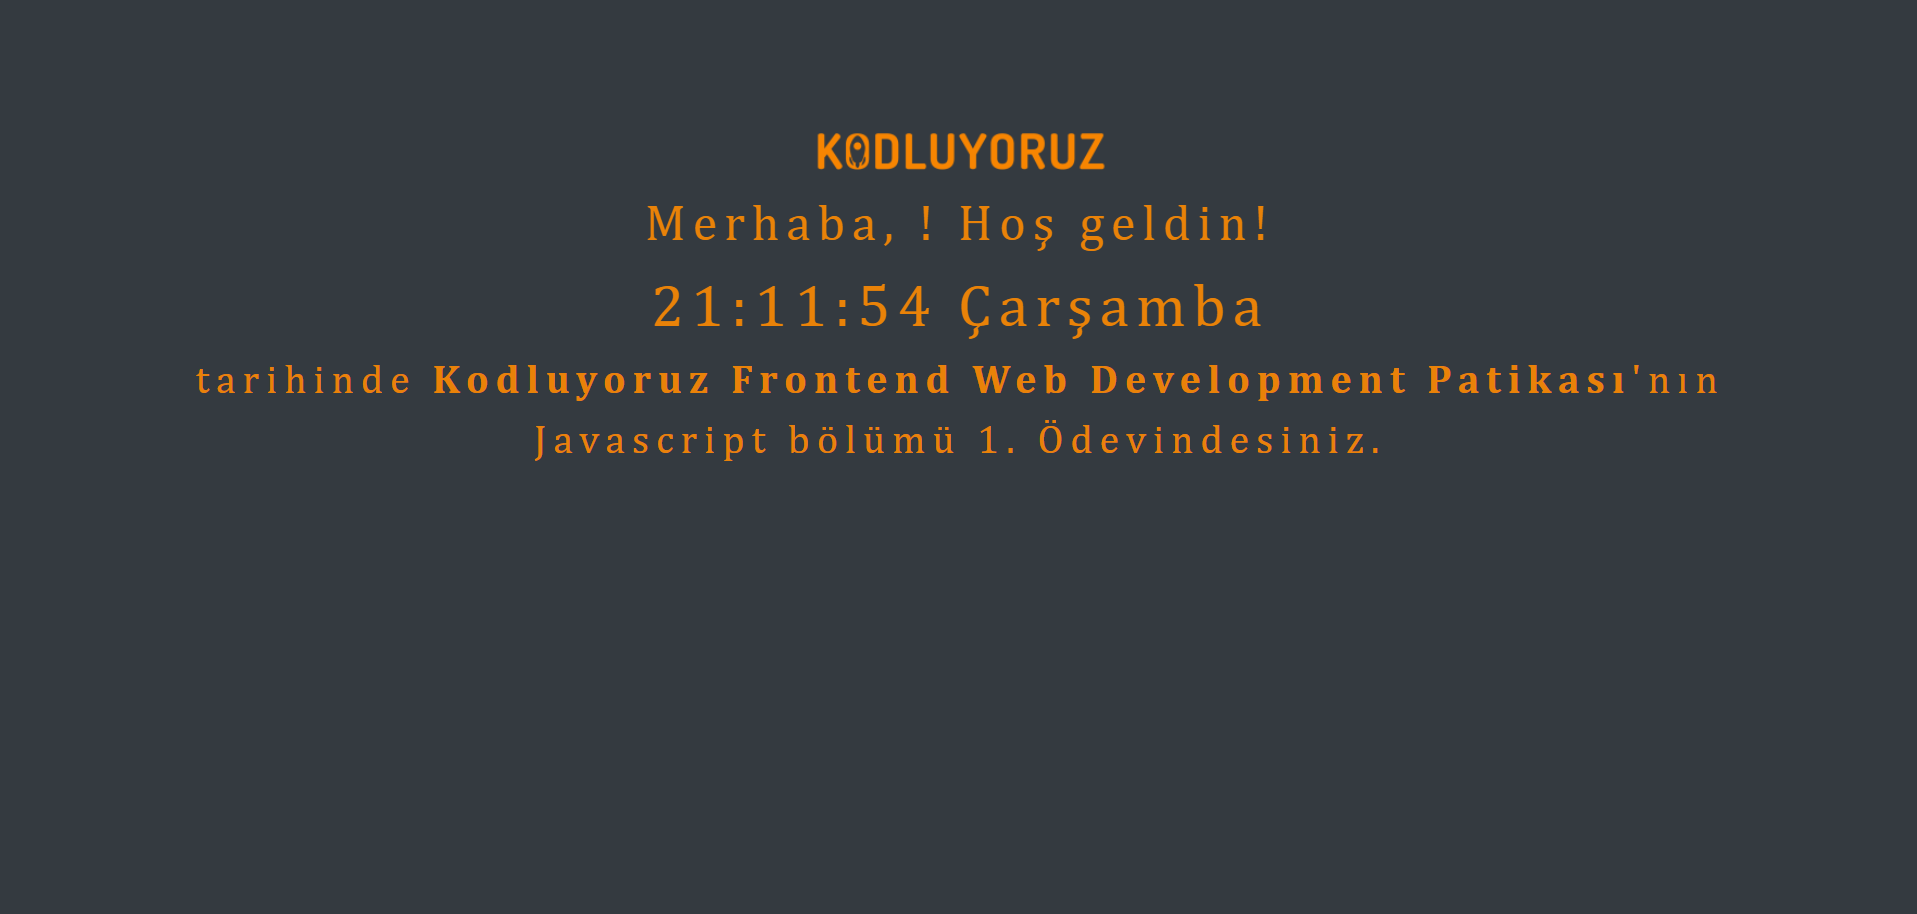 KODLUYORUZ
Merhaba, ! Hoş geldin!
21:11:54 Çarşamba
tarihinde Kodluyoruz Frontend Web Development Patikası'nın
Javascript bölümü 1. Ödevindesiniz.